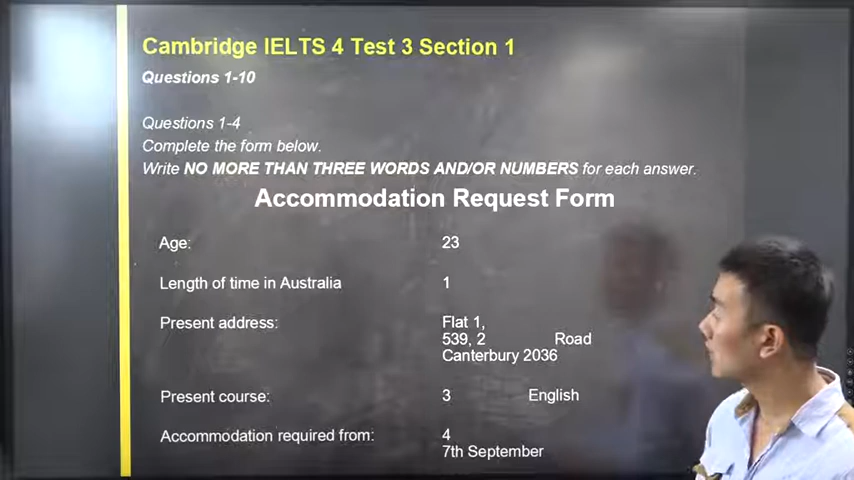 Cambridge IELTS 4 Test 3 Section 1
Questions 1-10
Questions 1-4
Complete the form below.
Write NO MORE THAN THREE WORDS AND/OR NUMBERS for each answer.
Accommodation Request Form
Age: 23
Length of time in Australia 1
Present address: Flat 1,
539, 2 Road
Canterbury 2036
Present course: 3 English
Accommodation required from: 4
7th September